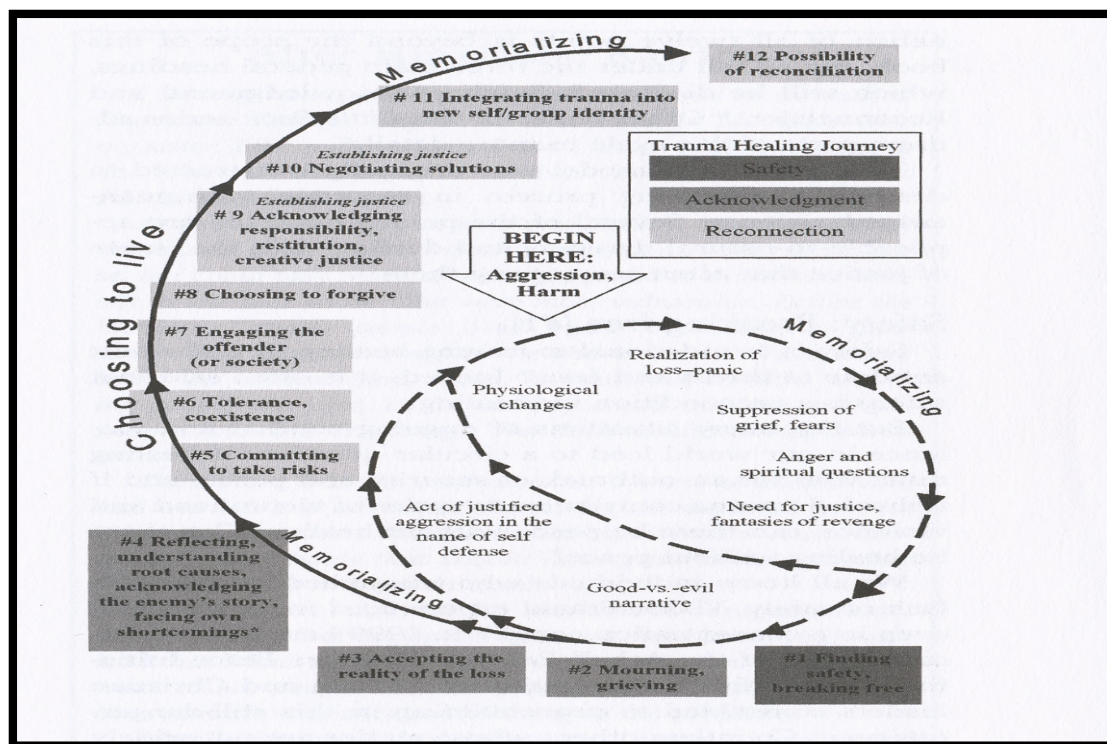 Memorializing
#12 Possibility
of reconciliation
# 11 Integrating trauma into
new self/group identity
Establishing justice
#10 Negotiating solutions
Establishing justice
# 9 Acknowledging
responsibility,
restitution,
creative justice
#8 Choosing to forgive
#7 Engaging the
offender
(or society)
#6 Tolerance,
coexistence
#5 Committing
to take risks
Choosing to live
Trauma Healing Journey
Safety
Acknowledgment
Reconnection
BEGIN
HERE:
Aggression,
Harm
Memorializing
Realization of
loss–panic
Suppression of
grief, fears
Anger and
spiritual questions
Need for justice,
fantasies of revenge
Good-vs.-evil
narratives
Act of justified
aggression in the
name of self
defense
Physiological
changes
Memorializing
#4 Reflecting,
understanding
root causes,
acknowledging
the enemy's story,
facing own
shortcomings*
#3 Accepting the
reality of the loss
#2 Mourning,
grieving
#1 Finding
safety,
breaking free